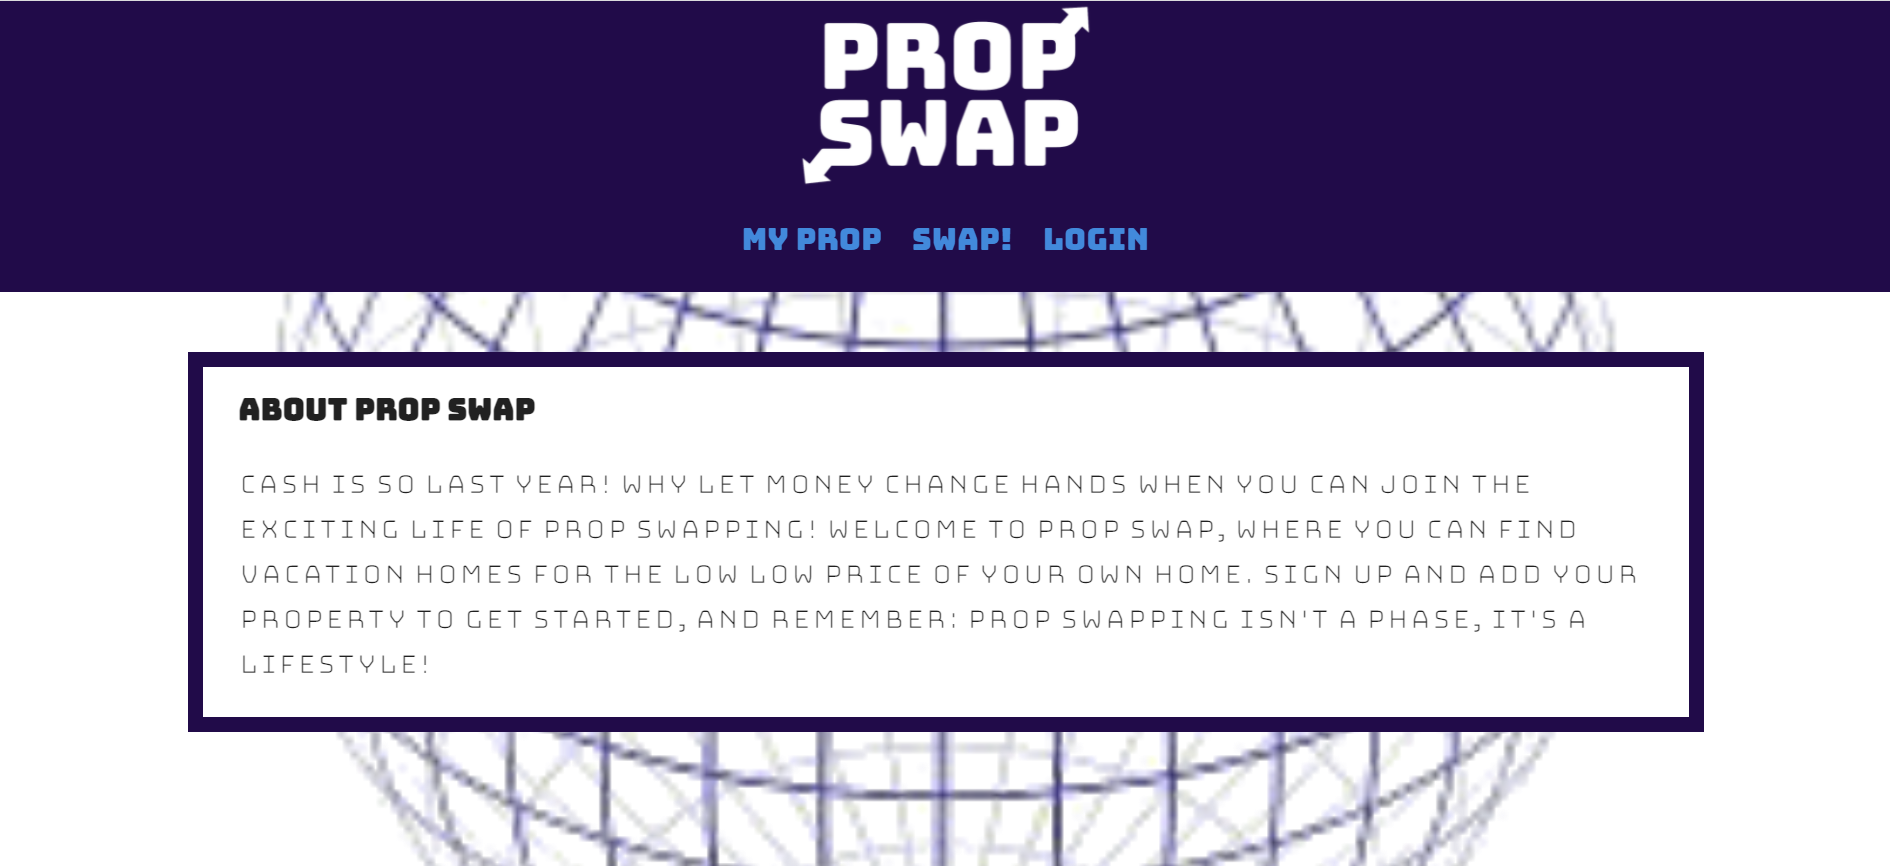 PROP
SWAP
MY PROP SWAP! LOGIN
ABOUT PROP SWAP
CASH IS SO LAST YEAR! WHY LET MONEY CHANGE HANDS WHEN YOU CAN JOIN THE
EXCITING LIFE OF PROP SWAPPING! WELCOME TO PROP SWAP, WHERE YOU CAN FIND
VACATION HOMES FOR THE LOW LOW PRICE OF YOUR OWN HOME. SIGN UP AND ADD YOUR
PROPERTY TO GET STARTED, AND REMEMBER: PROP SWAPPING ISN'T A PHASE, IT'S A
LIFESTYLE!